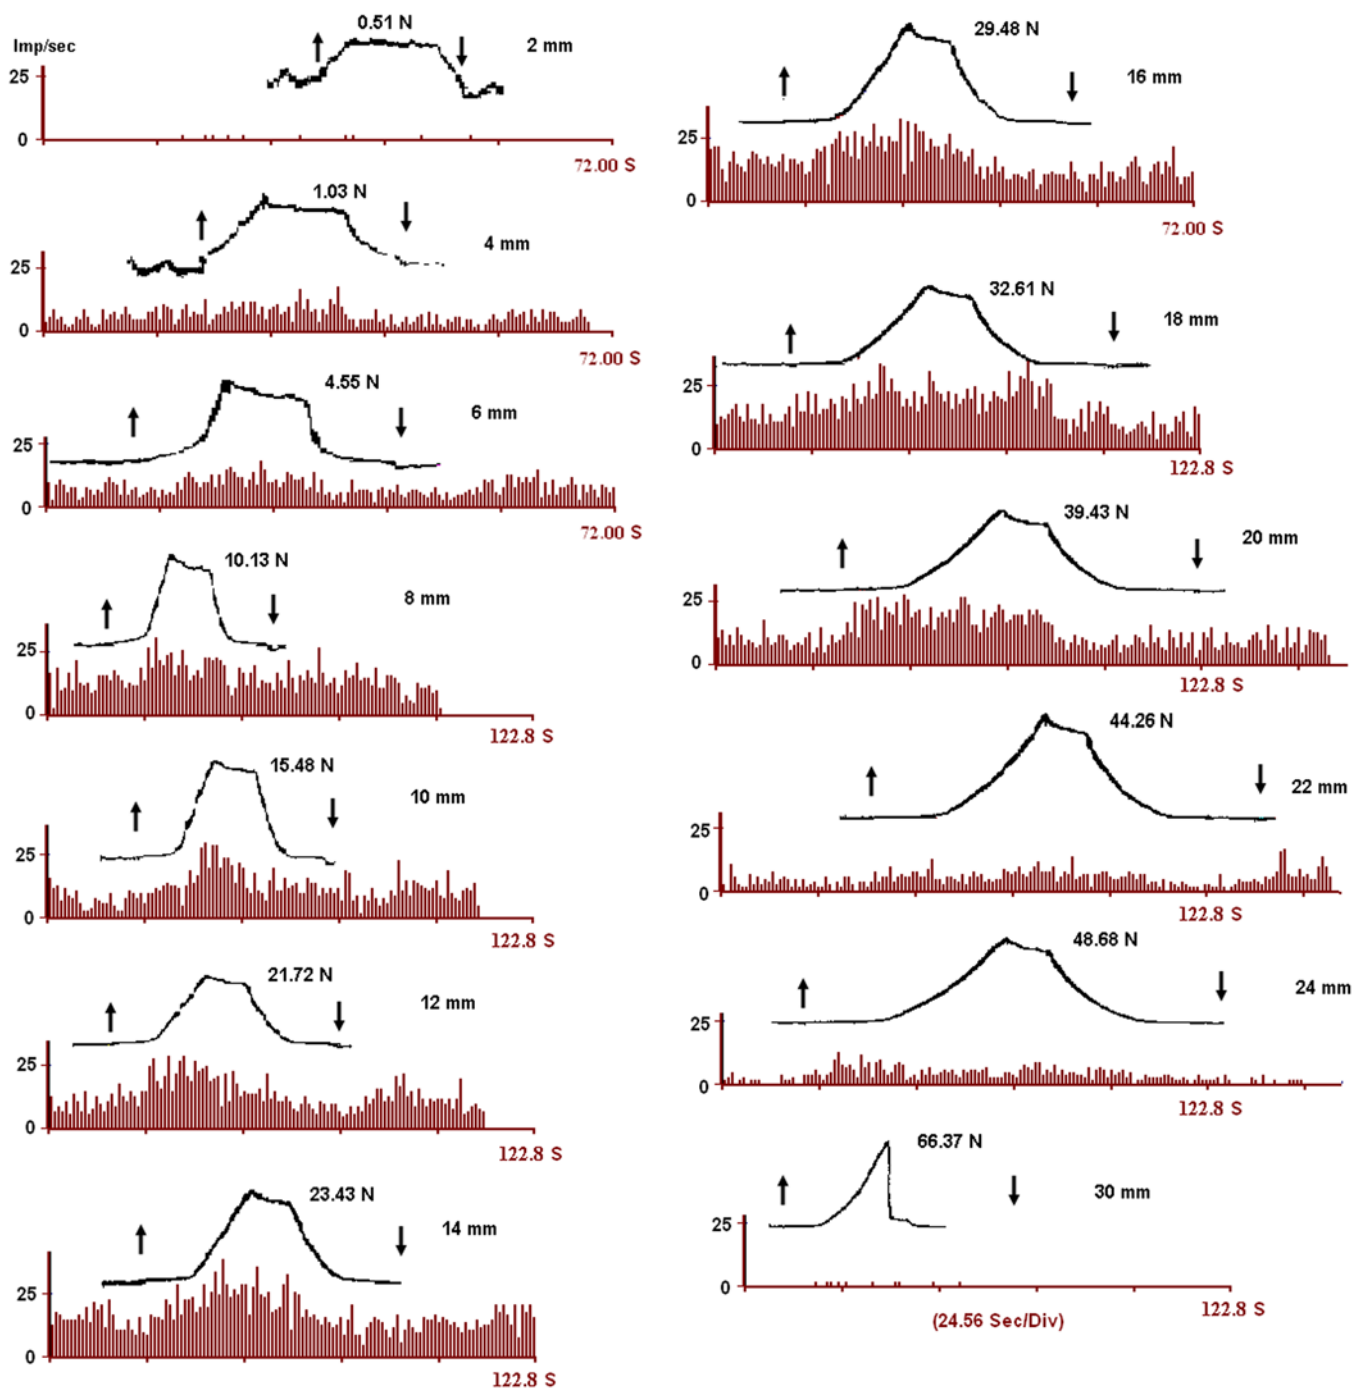 0.51 N
Imp/sec
2 mm
25
0
72.00 S
1.03 N
4 mm
25
0
72.00 S
4.55 N
6 mm
25
0
72.00 S
10.13 N
8 mm
25
0
122.8 S
15.48 N
10 mm
25
0
122.8 S
21.72 N
12 mm
25
0
122.8 S
23.43 N
14 mm
25
0
122.8 S
29.48 N
16 mm
25
0
72.00 S
32.61 N
18 mm
25
0
122.8 S
39.43 N
20 mm
25
0
122.8 S
44.26 N
22 mm
25
0
122.8 S
48.68 N
24 mm
25
0
122.8 S
66.37 N
30 mm
25
0
122.8 S
(24.56 Sec/Div)